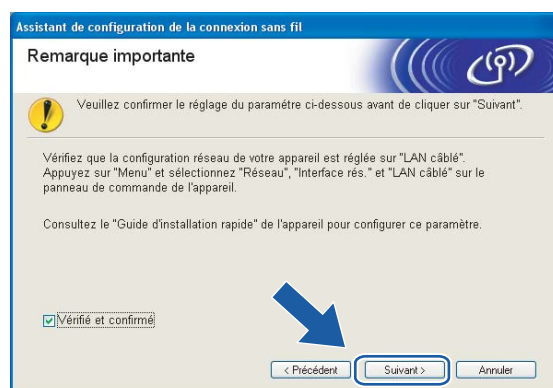 Assistant de configuration de la connexion sans fil
Remarque importante
Veuillez confirmer le réglage du paramétre ci-dessous avant de cliquer sur "Suivant".
Vérifiez que la configuration réseau de votre appareil est réglée sur "LAN câblé".
Appuyez sur "Menu" et sélectionnez "Réseau", "Interface rés." et "LAN câblé" sur le
panneau de commande de l'appareil.
Consultez le "Guide d'installation rapide" de l'appareil pour configurer ce paramètre.
Vérifié et confirmé
< Précédent Suivant > Annuler